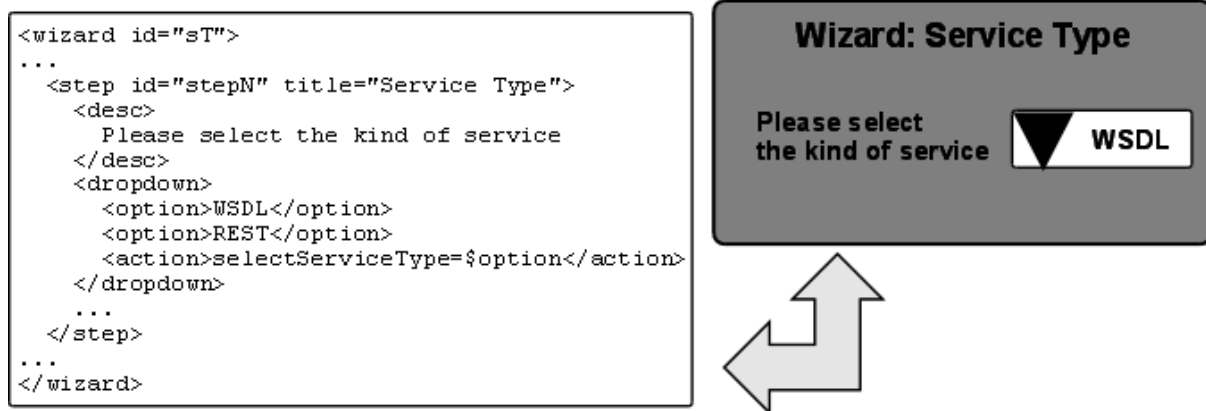 <wizard id="sT">
...
<step id="stepN" title="Service Type">
<desc>
Please select the kind of service
</desc>
<dropdown>
<option>WSDL</option>
<option>REST</option>
<action>selectServiceType=$option</action>
</dropdown>
...
</step>
...
</wizard>
Wizard: Service Type
Please select
the kind of service
WSDL